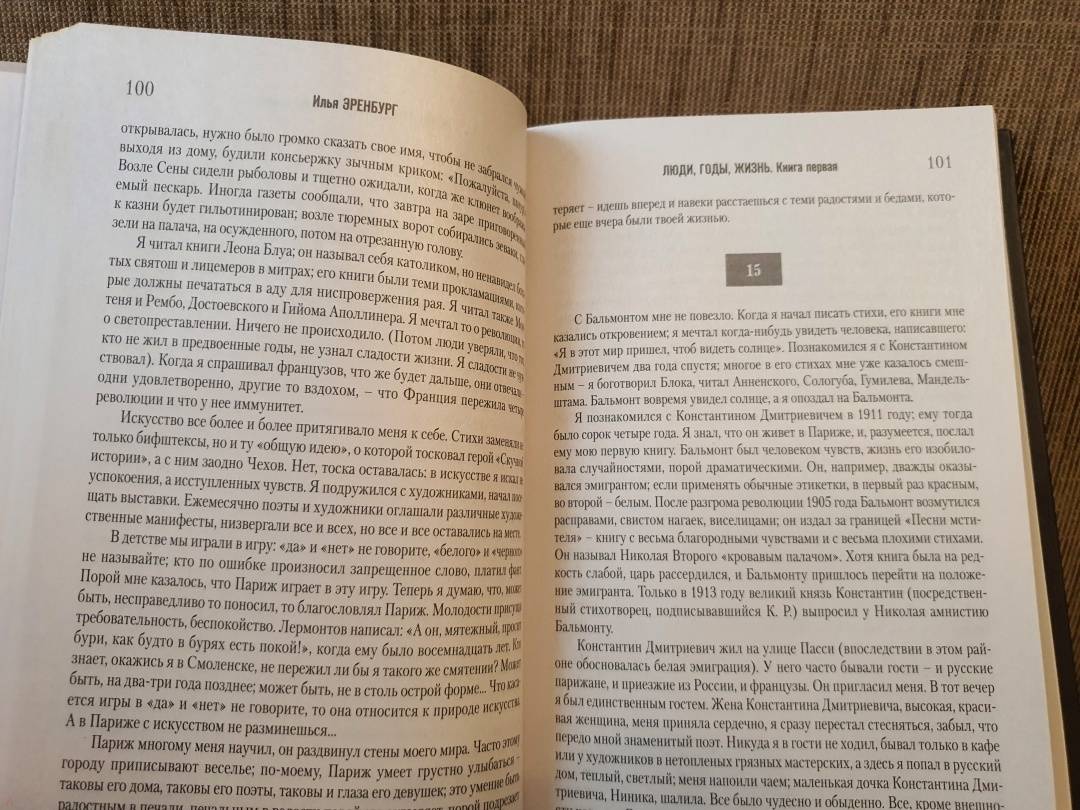 100
Илья ЭРЕНБУРГ
открывалась, нужно было громко сказать свое имя, чтобы не забрался
выходя из дому, будили консьержку зычным криком: «Пожалуйста,
Возле Сены сидели рыболовы и тщетно ожидали, когда же клюнет
емый пескарь. Иногда газеты сообщали, что завтра на заре
к казни будет гильотинирован; возле тюремных ворот собирались зеваки,
зели на палача, на осужденного, потом на отрезанную голову.
Я читал книги Леона Блуа; он называл себя католиком, но ненавидел
тых святош и лицемеров в митрах; его книги были теми прокламациями,
рые должны печататься в аду для ниспровержения рая. Я читал также
теня и Рембо, Достоевского и Гийома Аполлинера. Я мечтал то о революции,
о светопреставлении. Ничего не происходило. (Потом люди уверяли, что
кто не жил в предвоенные годы, не узнал сладости жизни. Я сладости не
ствовал). Когда я спрашивал французов, что же будет дальше, они отвечали
одни удовлетворенно, другие то вздохом, – что Франция пережила четыре
революции и что у нее иммунитет.
Искусство все более и более притягивало меня к себе. Стихи заменяли не
только бифштексы, но и ту «общую идею», о которой тосковал герой «Скучной
истории», а с ним заодно Чехов. Нет, тоска оставалась: в искусстве я искал не
успокоения, а исступленных чувств. Я подружился с художниками, начал
щать выставки. Ежемесячно поэты и художники оглашали различные
ственные манифесты, низвергали все и всех, но все и все оставались на месте.
В детстве мы играли в игру: «да» и «нет» не говорите, «белого» и «черного»
не называйте; кто по ошибке произносил запрещенное слово, платил фант.
Порой мне казалось, что Париж играет в эту игру. Теперь я думаю, что, может
быть, несправедливо то поносил, то благословлял Париж. Молодости присуща
требовательность, беспокойство. Лермонтов написал: «А он, мятежный, просит
бури, как будто в бурях есть покой!», когда ему было восемнадцать лет. Кто
знает, окажись я в Смоленске, не пережил ли бы я такого же смятении? Может
быть, на два-три года позднее; может быть, не в столь острой форме... Что каса-
ется игры в «да» и «нет» не говорите, то она относится к природе искусства.
А в Париже с искусством не разминешься...
Париж многому меня научил, он раздвинул стены моего мира. Часто этому
городу приписывают веселье; по-моему, Париж умеет грустно улыбаться –
таковы его дома, таковы его поэты, таковы и глаза его девушек; это умение быть
радостным в печали, печальным в радости порой подрезает
ЛЮДИ, ГОДЫ, ЖИЗНЬ. Книга первая
101
теряет – идешь вперед и навеки расстаешься с теми радостями и бедами, кото-
рые еще вчера были твоей жизнью.
15
С Бальмонтом мне не повезло. Когда я начал писать стихи, его книги мне
казались откровением; я мечтал когда-нибудь увидеть человека, написавшего:
«Я в этот мир пришел, чтоб видеть солнце». Познакомился я с Константином
Дмитриевичем два года спустя; многое в его стихах мне уже казалось смеш-
ным – я боготворил Блока, читал Анненского, Сологуба, Гумилева, Мандель-
штама. Бальмонт вовремя увидел солнце, а я опоздал на Бальмонта.
Я познакомился с Константином Дмитриевичем в 1911 году; ему тогда
было сорок четыре года. Я знал, что он живет в Париже, и, разумеется, послал
ему мою первую книгу. Бальмонт был человеком чувств, жизнь его изобило-
вала случайностями, порой драматическими. Он, например, дважды оказы-
вался эмигрантом; если применять обычные этикетки, в первый раз красным,
во второй – белым. После разгрома революции 1905 года Бальмонт возмутился
расправами, свистом нагаек, виселицами; он издал за границей «Песни мсти-
теля» – книгу с весьма благородными чувствами и с весьма плохими стихами.
Он называл Николая Второго «кровавым палачом». Хотя книга была на ред-
кость слабой, царь рассердился, и Бальмонту пришлось перейти на положе-
ние эмигранта. Только в 1913 году великий князь Константин (посредствен-
ный стихотворец, подписывавшийся К. Р.) выпросил у Николая амнистию
Бальмонту.
Константин Дмитриевич жил на улице Пасси (впоследствии в этом рай-
оне обосновалась белая эмиграция). У него часто бывали гости – и русские
парижане, и приезжие из России, и французы. Он пригласил меня. В тот вечер
я был единственным гостем. Жена Константина Дмитриевича, высокая, краси-
вая женщина, меня приняла сердечно, я сразу перестал стесняться, забыл, что
передо мной знаменитый поэт. Никуда я в гости не ходил, бывал только в кафе
или у художников в нетопленых грязных мастерских, а здесь я попал в русский
дом, теплый, светлый; меня напоили чаем; маленькая дочка Константина Дми-
триевича, Ниника, шалила. Все было чудесно и обыденно. Все, кроме внешн